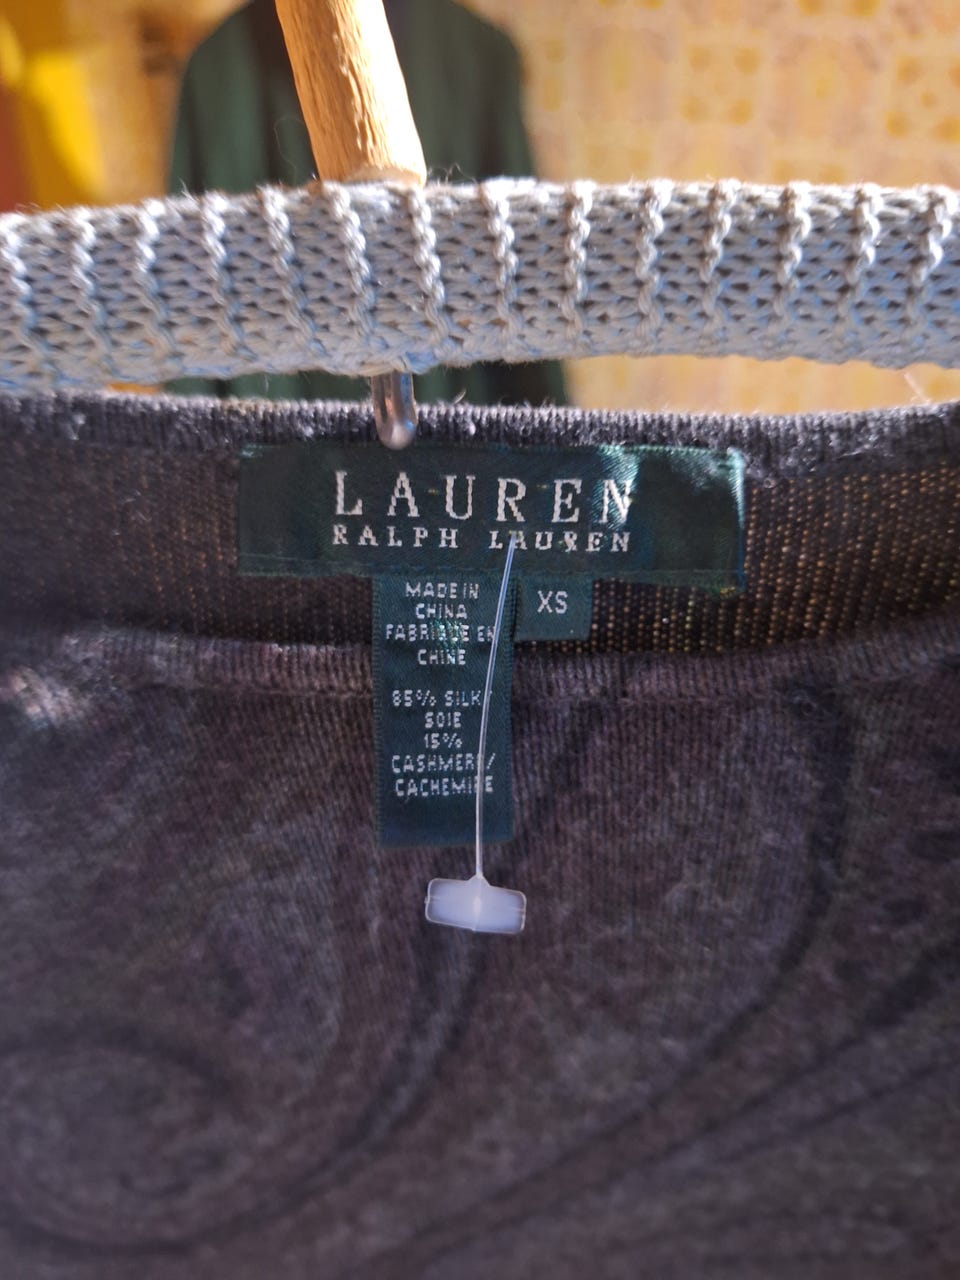 LAUREN
RALPH LAUREN
XS
MADE IN
CHINA
FABRIQUE EN
CHINE
85% SILK/
SOIE
15%
CASHMERE/
CACHEMIRE